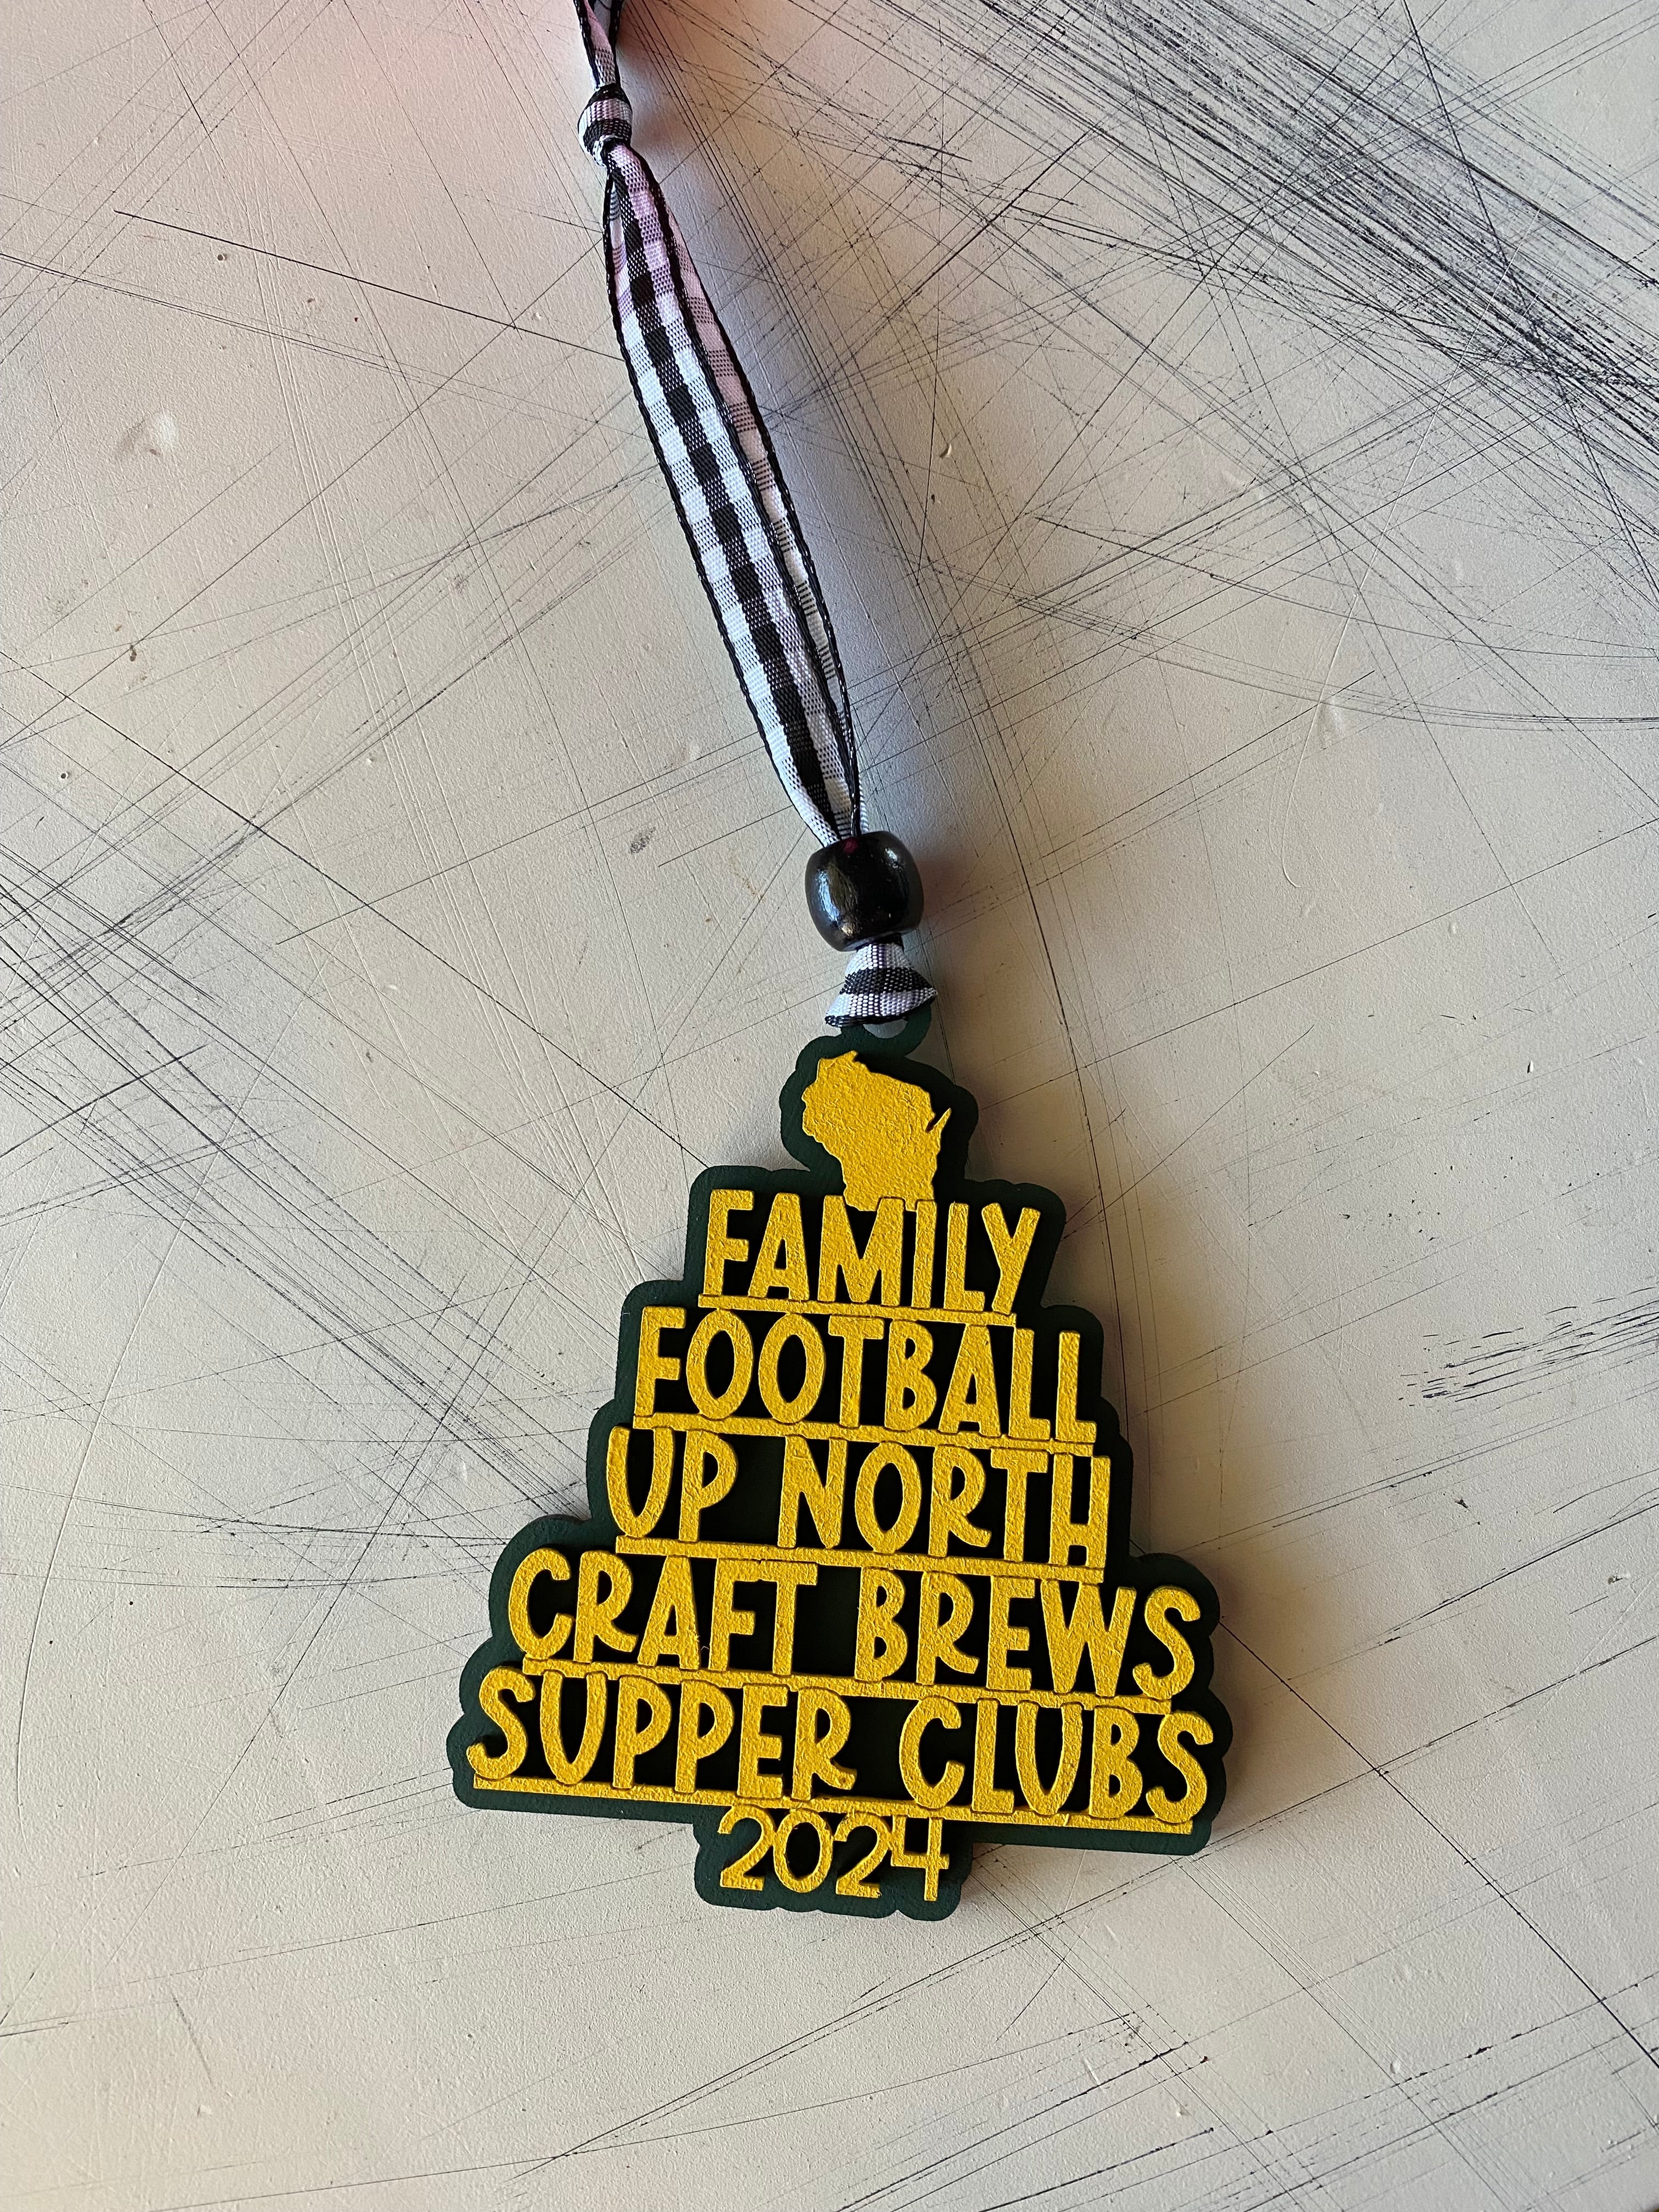 FAMILY
FOOTBALL
UP NORTH
CRAFT BREWS
SUPPER CLUBS
2024